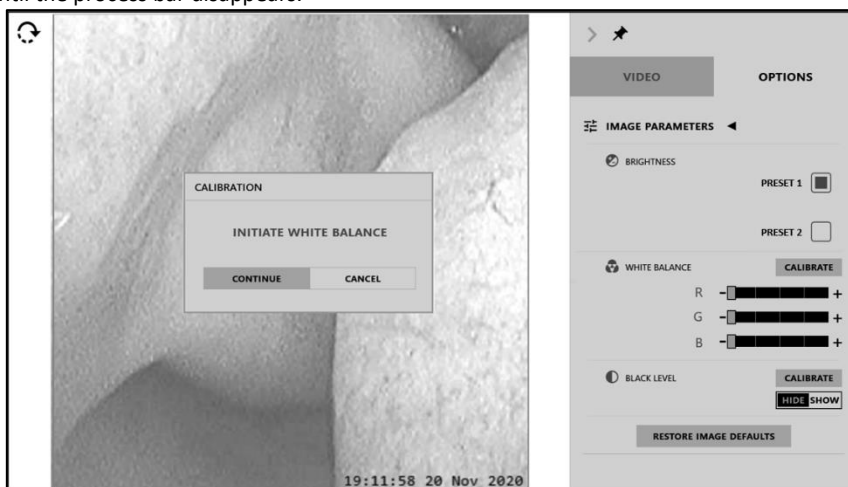 until the process bar disappears.
VIDEO
OPTIONS
IMAGE PARAMETERS
BRIGHTNESS
PRESET 1
PRESET 2
CALIBRATION
INITIATE WHITE BALANCE
CONTINUE
CANCEL
WHITE BALANCE
CALIBRATE
R - +
G - +
B - +
BLACK LEVEL
CALIBRATE
HIDE SHOW
RESTORE IMAGE DEFAULTS
19:11:58 20 Nov 2020